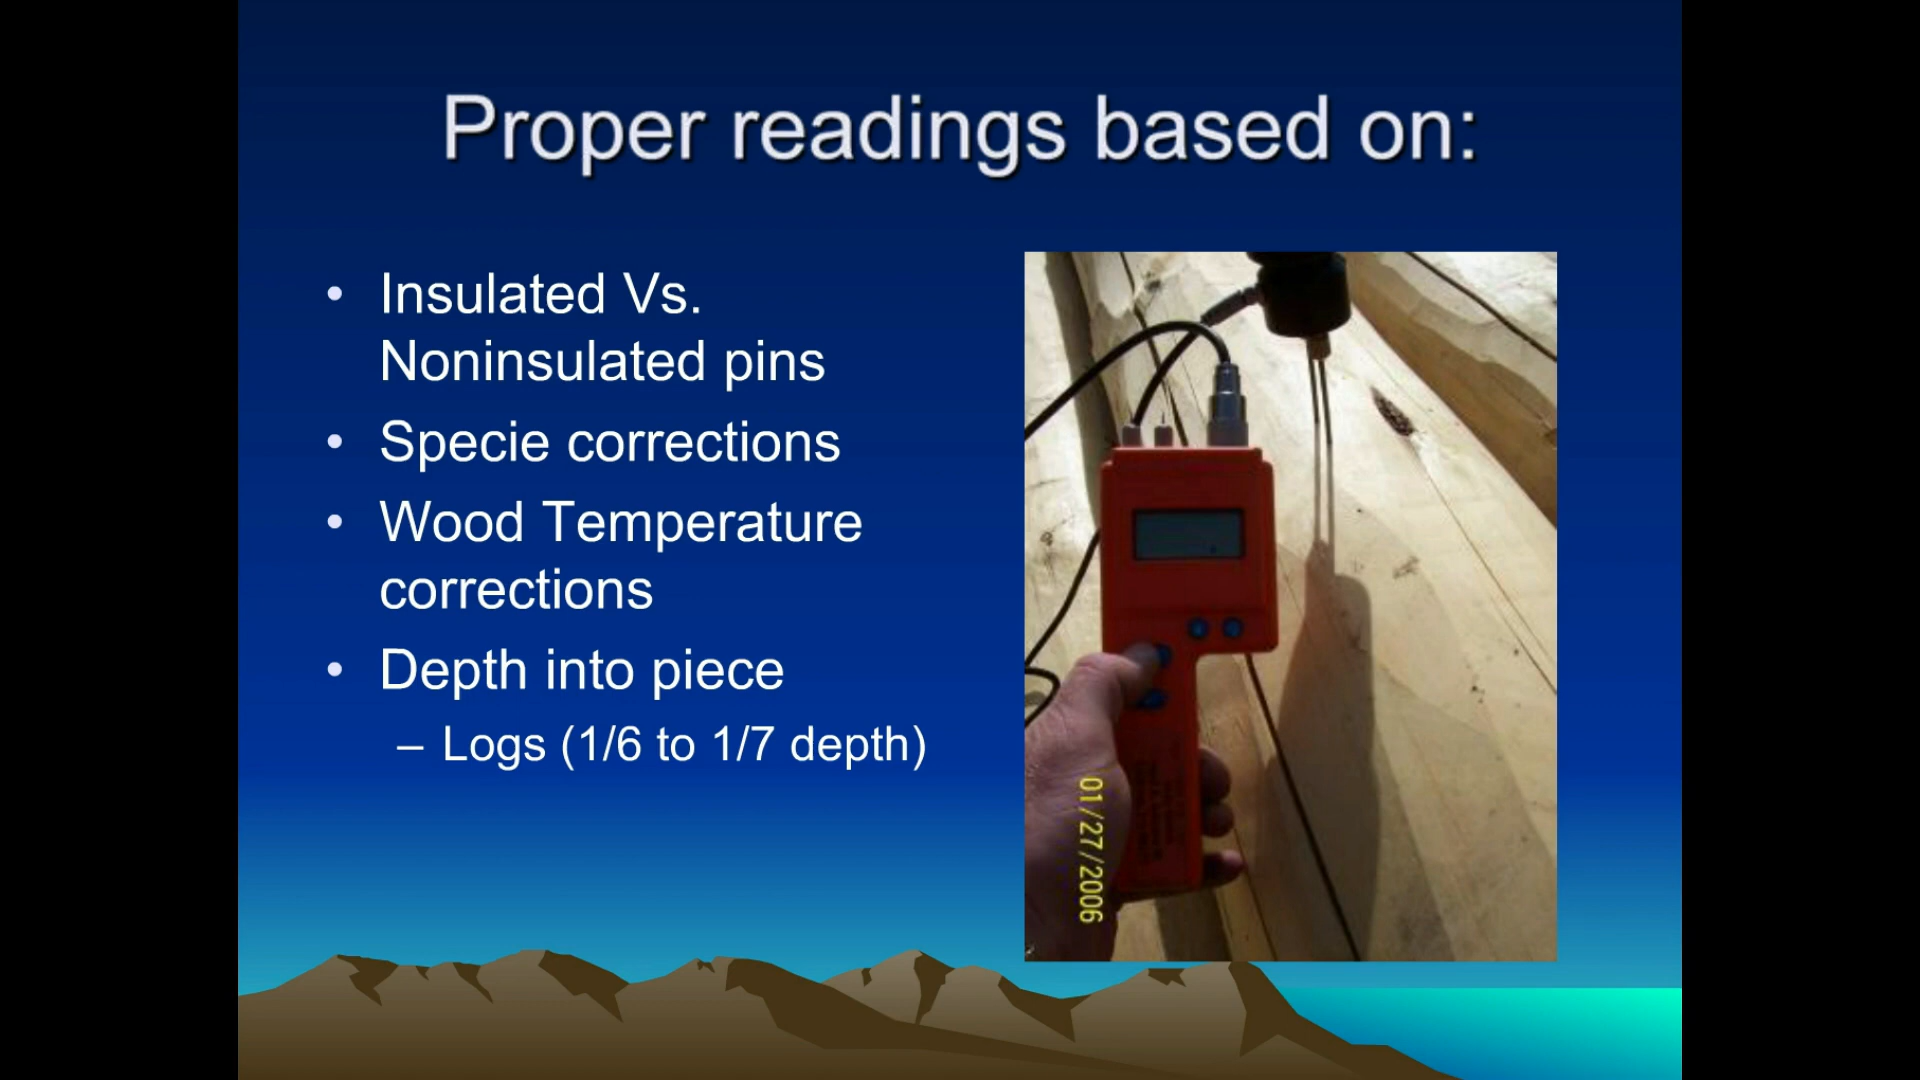 Proper readings based on:
• Insulated Vs.
Noninsulated pins
• Specie corrections
• Wood Temperature
corrections
• Depth into piece
– Logs (1/6 to 1/7 depth)
01/27/2006